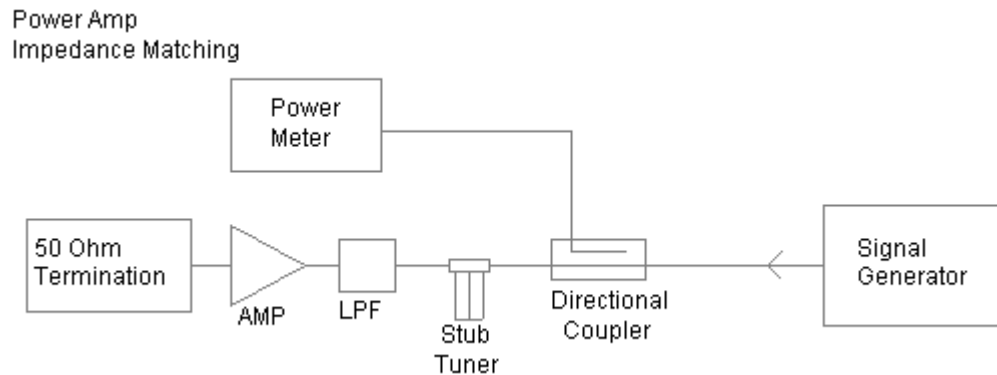 Power Amp
Impedance Matching
Power
Meter
50 Ohm
Termination
AMP
LPF
Stub
Tuner
Directional
Coupler
Signal
Generator